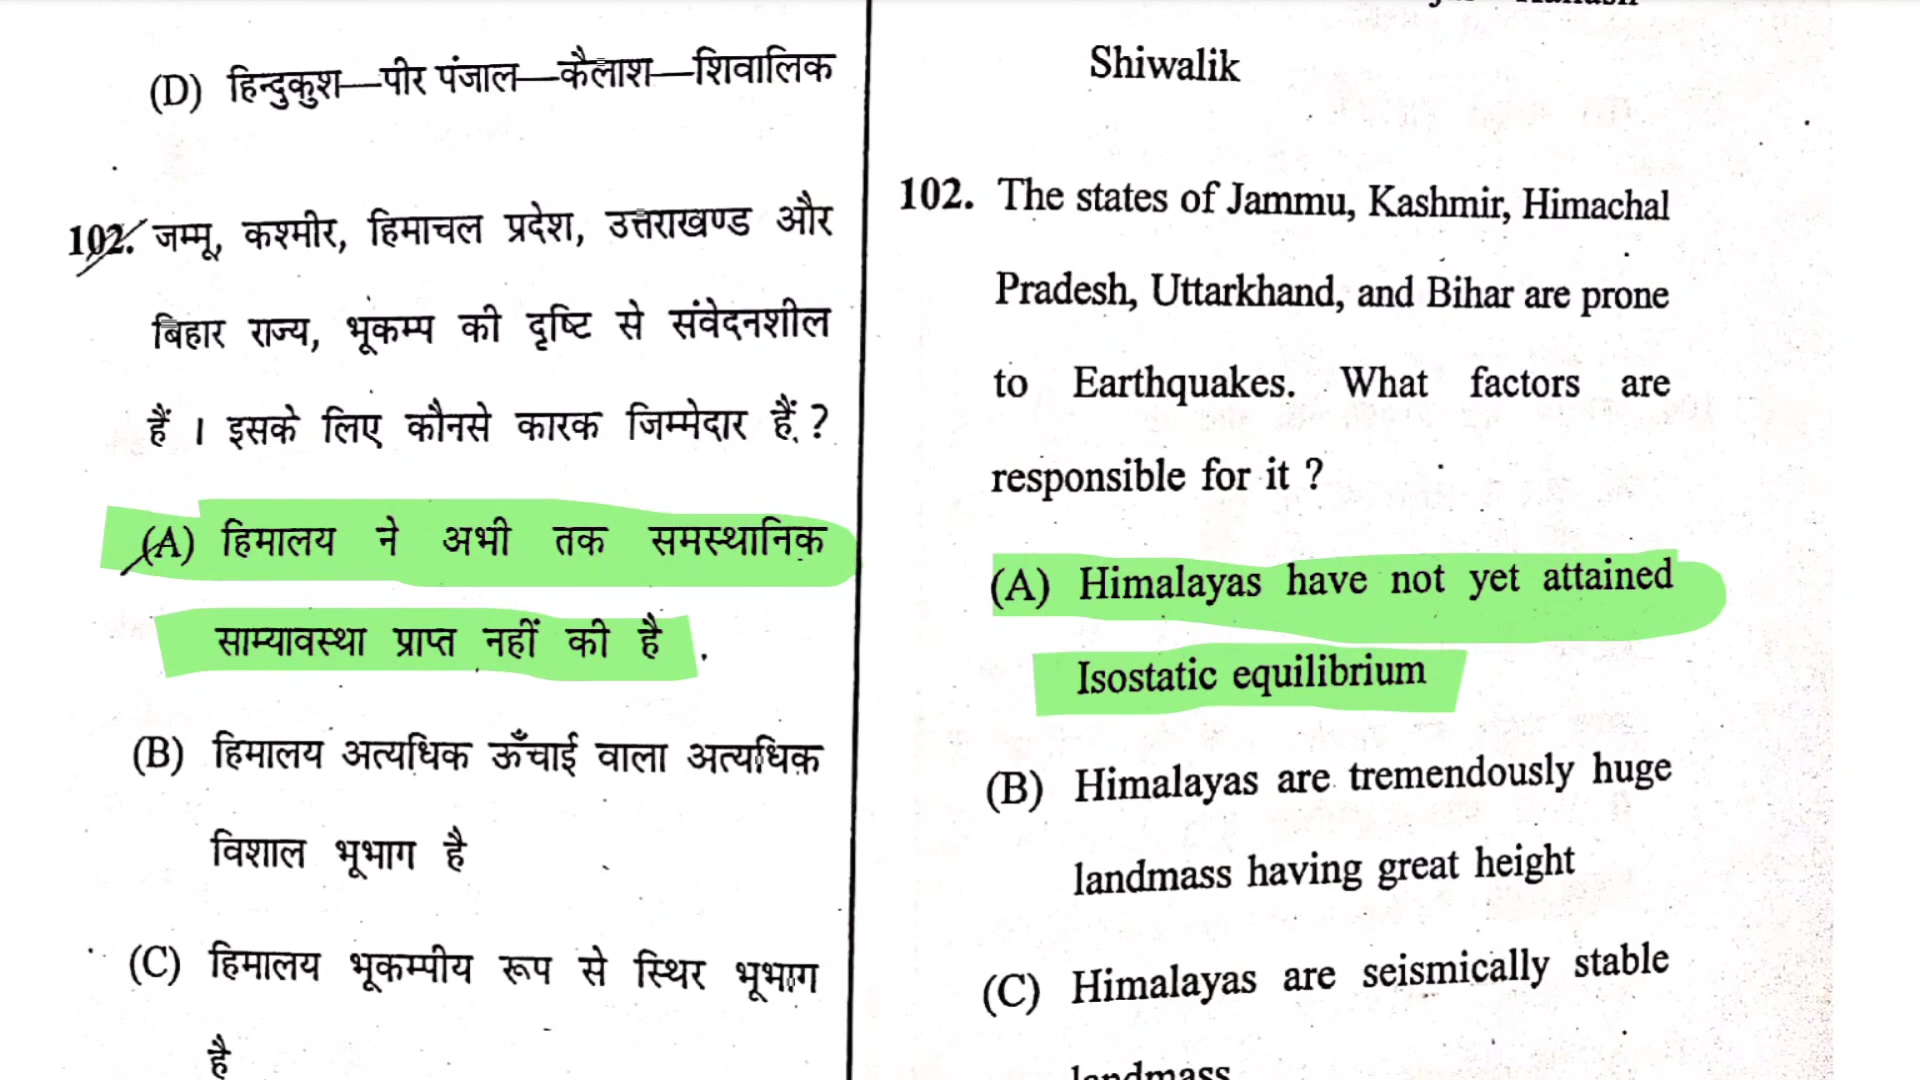 (D) हिन्दुकुश—पीर पंजाल—कैलाश—शिवालिक
102. जम्मू, कश्मीर, हिमाचल प्रदेश, उत्तराखण्ड और
बिहार राज्य, भूकम्प की दृष्टि से संवेदनशील
हैं । इसके लिए कौनसे कारक जिम्मेदार हैं ?
(A) हिमालय ने अभी तक समस्थानिक
साम्यावस्था प्राप्त नहीं की है
(B) हिमालय अत्यधिक ऊँचाई वाला अत्यधिक
विशाल भूभाग है
(C) हिमालय भूकम्पीय रूप से स्थिर भूभाग
है
Shiwalik
102. The states of Jammu, Kashmir, Himachal
Pradesh, Uttarkhand, and Bihar are prone
to Earthquakes. What factors are
responsible for it ?
(A) Himalayas have not yet attained
Isostatic equilibrium
(B) Himalayas are tremendously huge
landmass having great height
(C) Himalayas are seismically stable
landmass